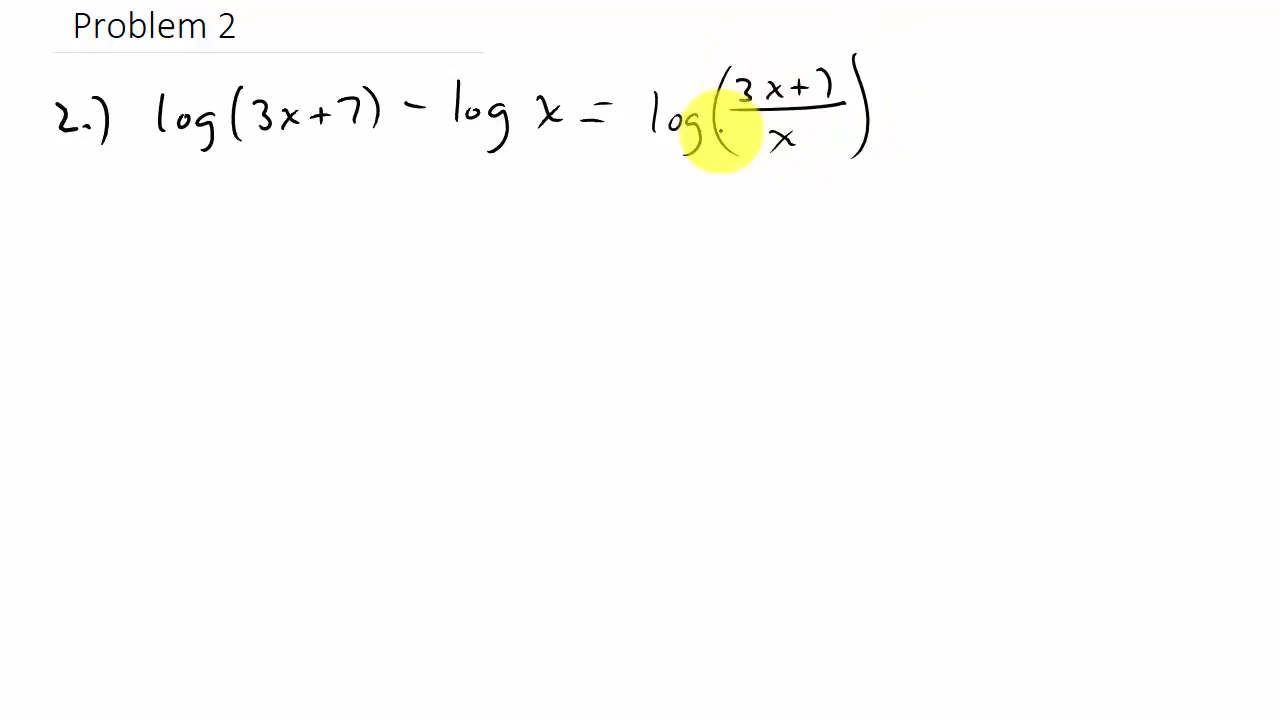 Problem 2
2.) log(3x+7) - log x = log((3x+7)/x)